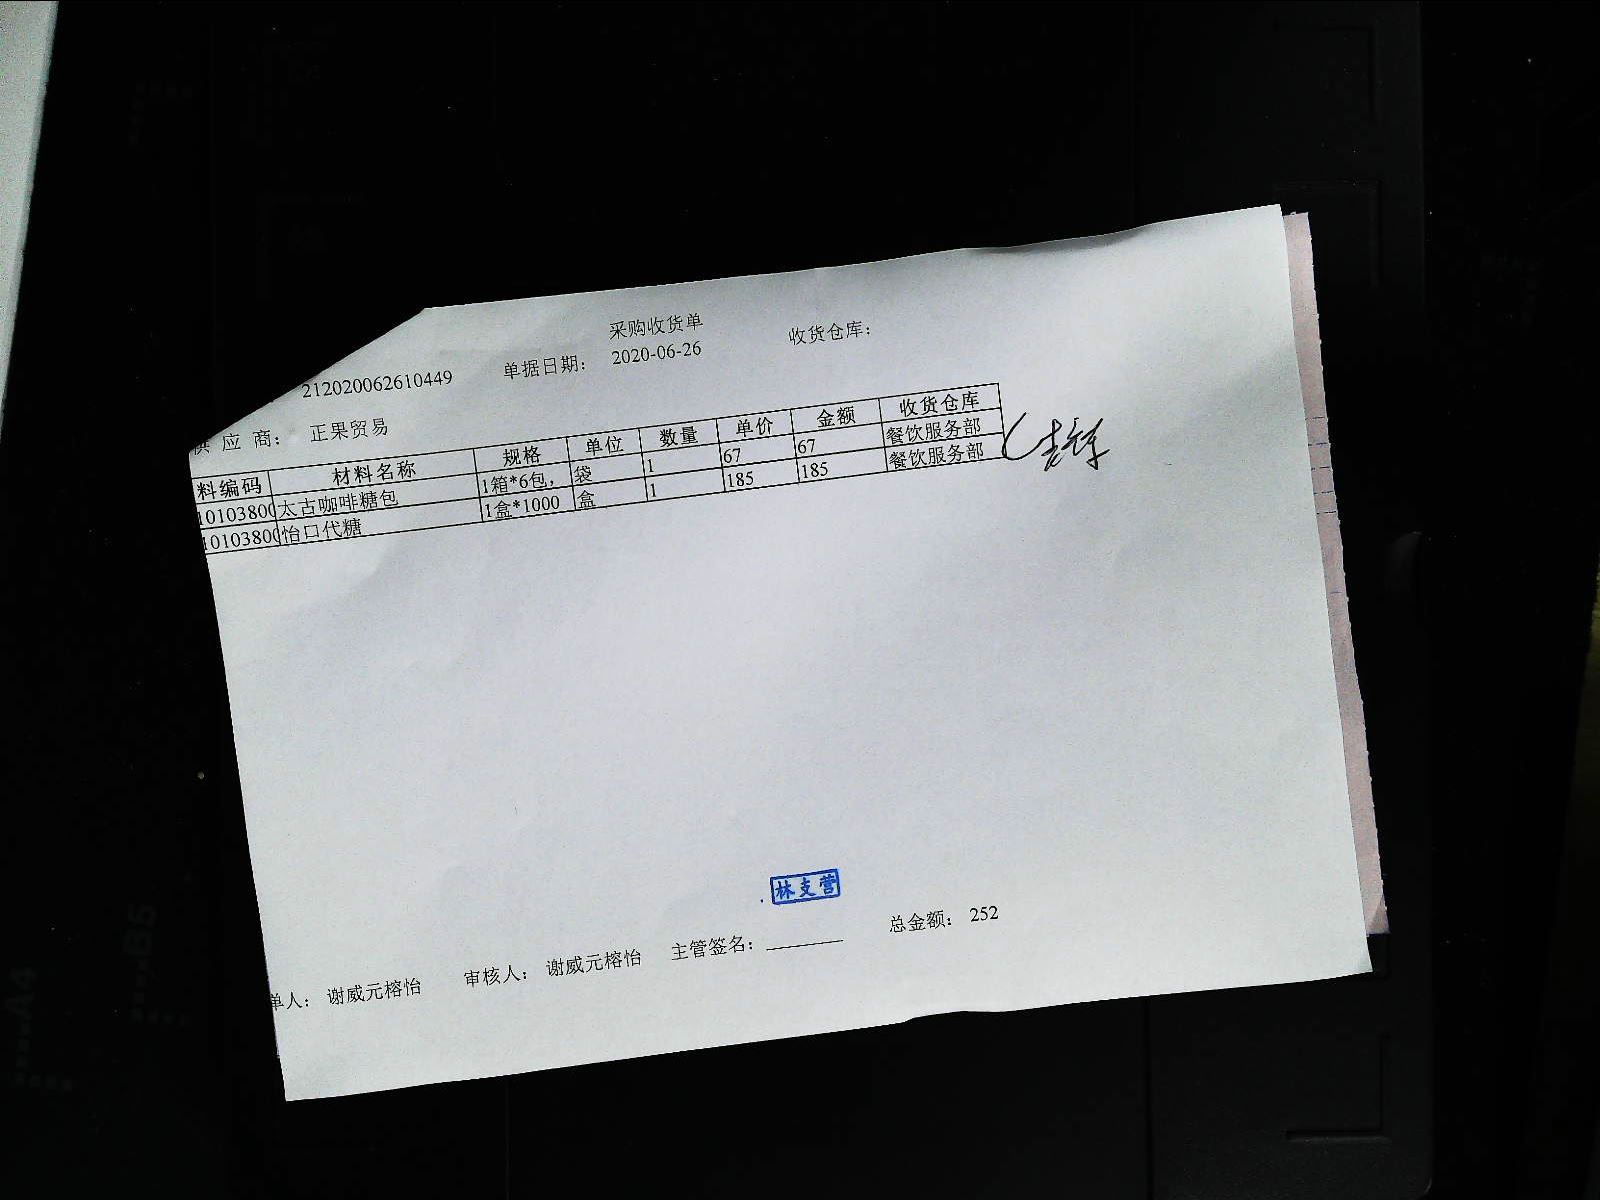 采购收货单
212020062610449 单据日期: 2020-06-26 收货仓库:
供 应 商: 正果贸易
料编码 材料名称 规格 单位 数量 单价 金额 收货仓库
10103800 太古咖啡糖包 1箱*6包, 袋 1 67 67 餐饮服务部
10103800 怡口代糖 1盒*1000 盒 1 185 185 餐饮服务部
林支营
单人: 谢威元榕怡 审核人: 谢威元榕怡 主管签名: 总金额: 252